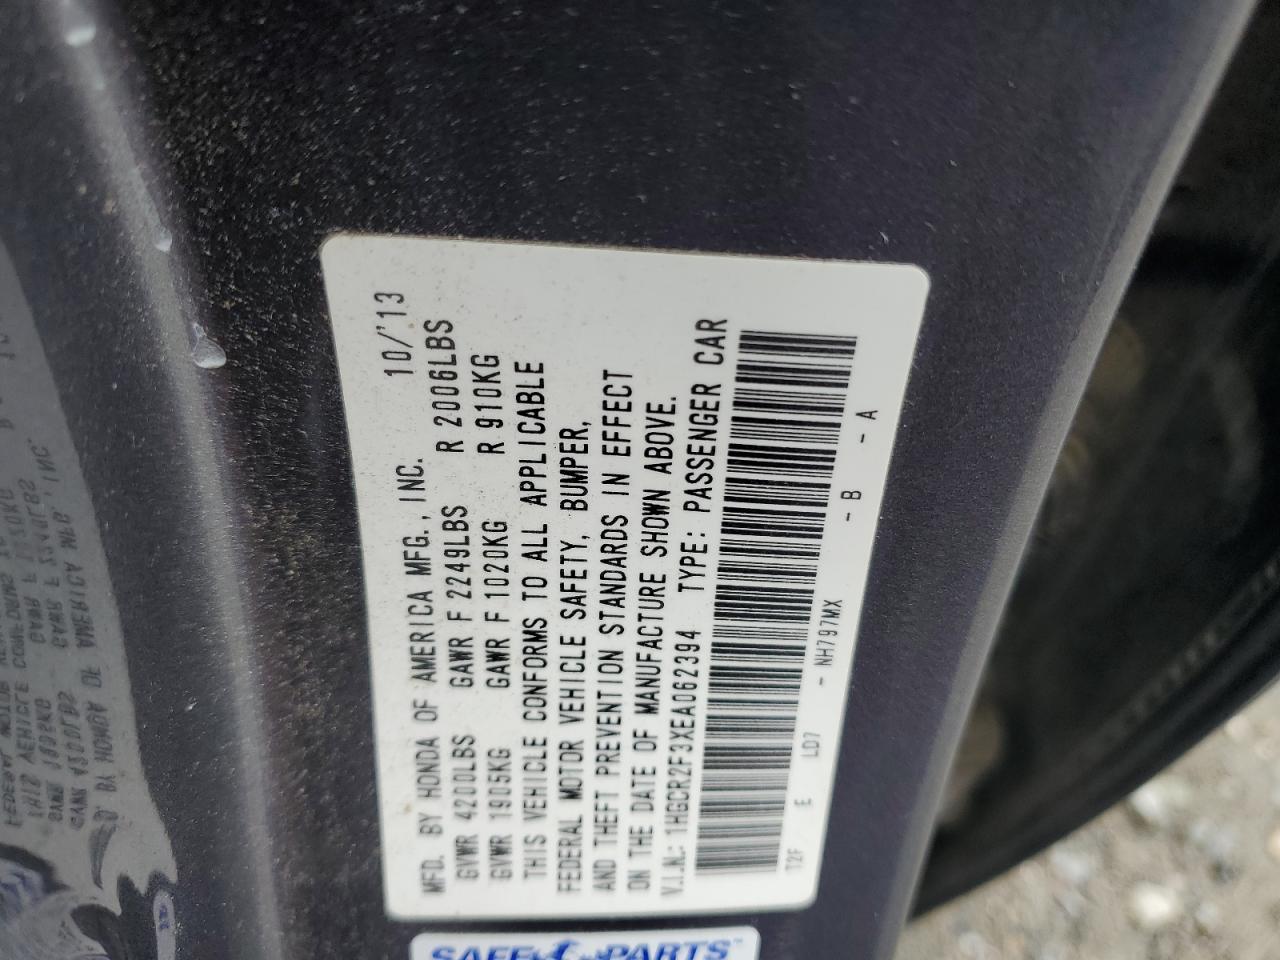 MFD. BY HONDA OF AMERICA MFG., INC. 10/'13
GVWR 4200LBS GAWR F 2249LBS R 2006LBS
GVWR 1905KG GAWR F 1020KG R 910KG
THIS VEHICLE CONFORMS TO ALL APPLICABLE
FEDERAL MOTOR VEHICLE SAFETY, BUMPER,
AND THEFT PREVENTION STANDARDS IN EFFECT
ON THE DATE OF MANUFACTURE SHOWN ABOVE.
V.I.N.: 1HGCR2F3XEA062394 TYPE: PASSENGER CAR
T2F E LD7 - NH797MX - B - A
SAFE PARTS™